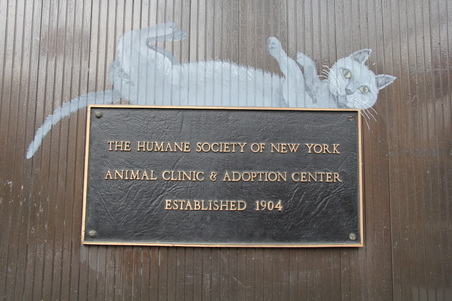 THE HUMANE SOCIETY OF NEW YORK
ANIMAL CLINIC & ADOPTION CENTER
ESTABLISHED 1904